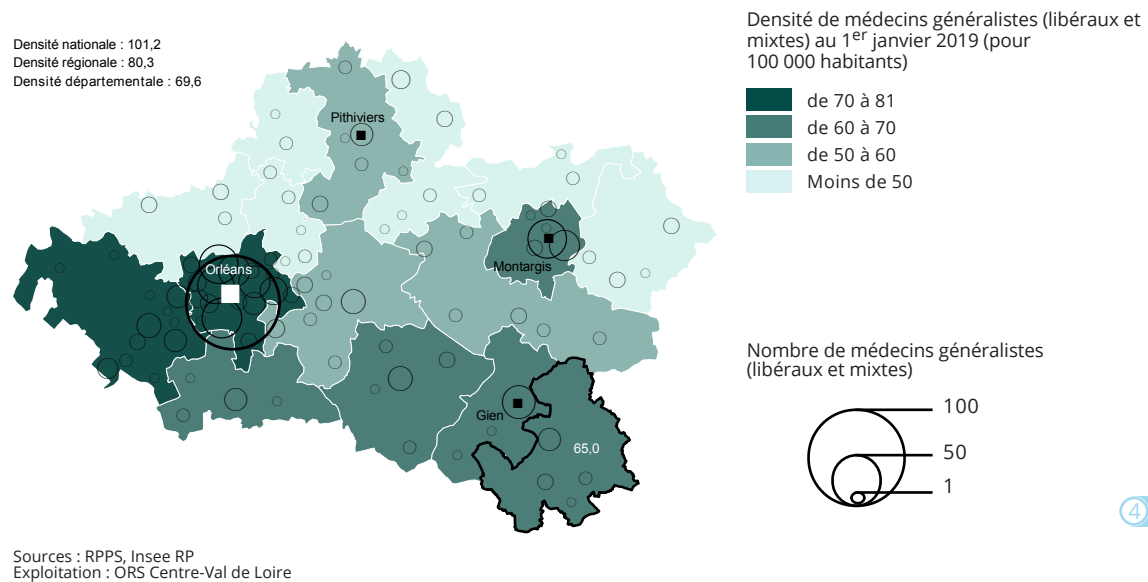 Densité nationale : 101,2
Densité régionale : 80,3
Densité départementale : 69,6
Pithiviers
Orléans
Montargis
Gien
65,0
Densité de médecins généralistes (libéraux et
mixtes) au 1er janvier 2019 (pour
100 000 habitants)
de 70 à 81
de 60 à 70
de 50 à 60
Moins de 50
Nombre de médecins généralistes
(libéraux et mixtes)
100
50
1
4
Sources : RPPS, Insee RP
Exploitation : ORS Centre-Val de Loire